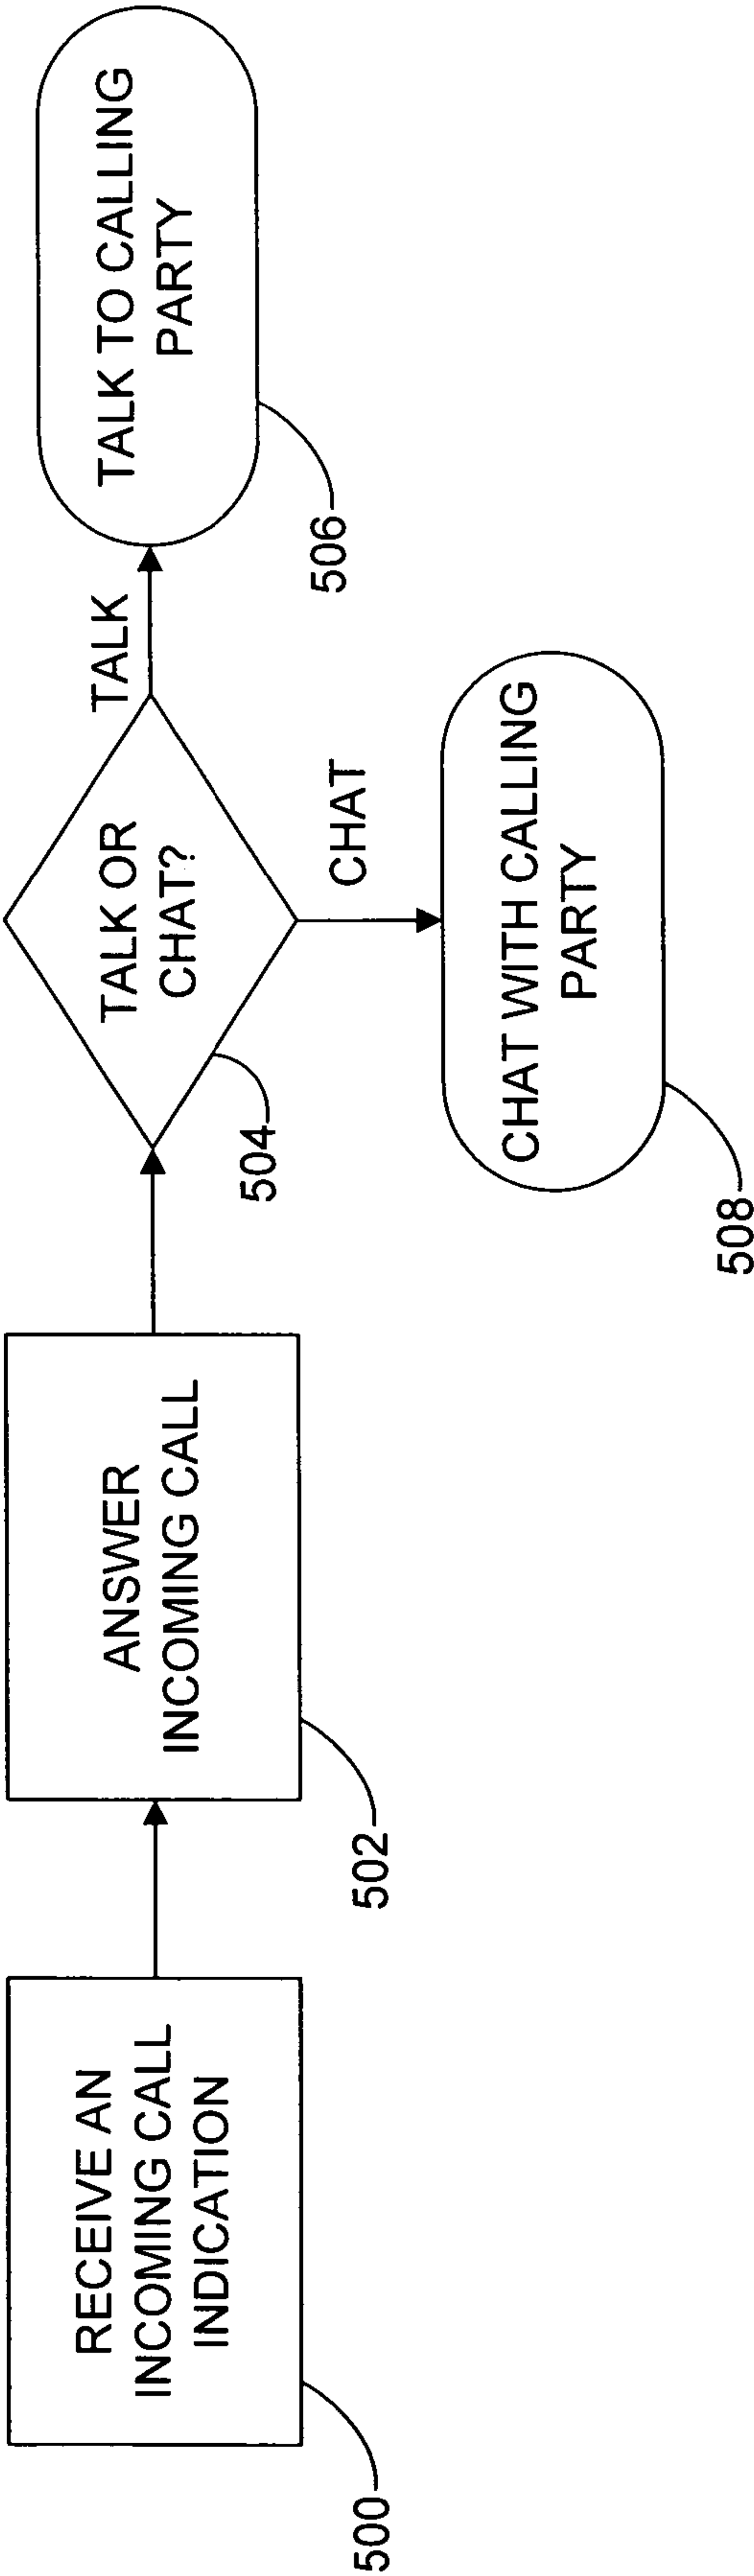 RECEIVE AN
INCOMING CALL
INDICATION
500
ANSWER
INCOMING CALL
502
TALK OR
CHAT?
504
TALK
TALK TO CALLING
PARTY
506
CHAT
CHAT WITH CALLING
PARTY
508